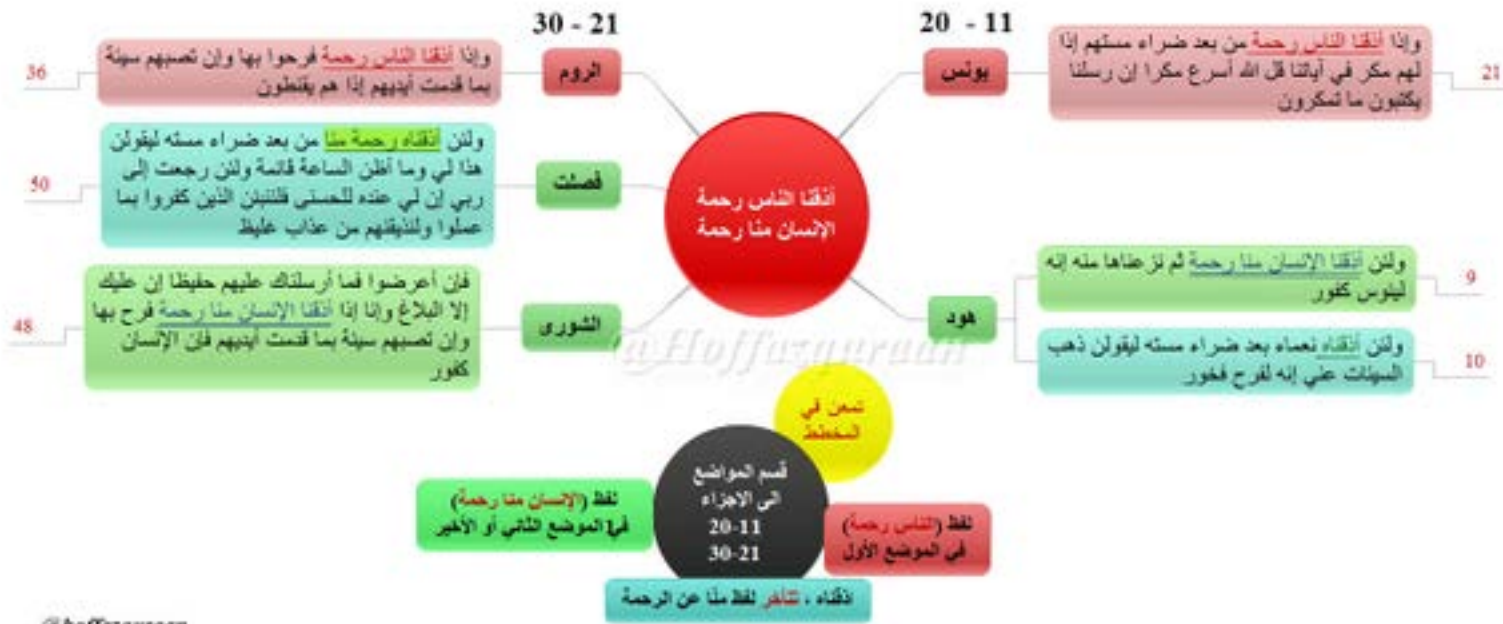 20 - 11
30 - 21
أذقنا الناس رحمة
الإنسان منا رحمة
يونس
وإذا أذقنا الناس رحمة من بعد ضراء مستهم إذا
لهم مكر في آياتنا قل الله أسرع مكرا إن رسلنا
يكتبون ما تمكرون
21
هود
ولئن أذقنا الإنسان منا رحمة ثم نزعناها منه إنه
ليئوس كفور
9
ولئن أذقناه نعماء بعد ضراء مسته ليقولن ذهب
السيئات عني إنه لفرح فخور
10
الروم
وإذا أذقنا الناس رحمة فرحوا بها وإن تصبهم سيئة
بما قدمت أيديهم إذا هم يقنطون
36
فصلت
ولئن أذقناه رحمة منا من بعد ضراء مسته ليقولن
هذا لي وما أظن الساعة قائمة ولئن رجعت إلى
ربي إن لي عنده للحسنى فلننبئن الذين كفروا بما
عملوا ولنذيقنهم من عذاب غليظ
50
الشورى
فإن أعرضوا فما أرسلناك عليهم حفيظا إن عليك
إلا البلاغ وإنا إذا أذقنا الإنسان منا رحمة فرح بها
وإن تصبهم سيئة بما قدمت أيديهم فإن الإنسان
كفور
48
@Hoffazquraan
تمعن في
المخطط
قسم المواضع
الى الاجزاء
20-11
30-21
لفظ (الناس رحمة)
في الموضع الأول
لفظ (الإنسان منا رحمة)
في الموضع الثاني أو الأخير
اذقناه ، تتأخر لفظ منا عن الرحمة